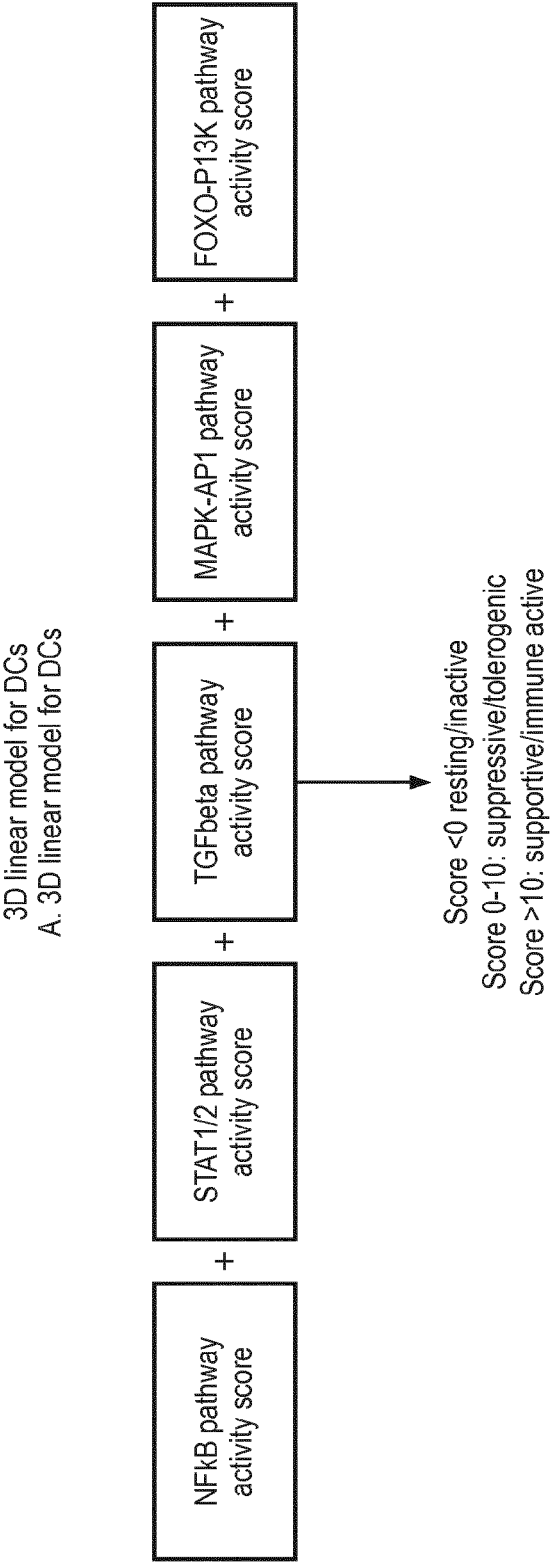 3D linear model for DCs
A. 3D linear model for DCs
NFkB pathway
activity score
+
STAT1/2 pathway
activity score
+
TGFbeta pathway
activity score
+
MAPK-AP1 pathway
activity score
+
FOXO-P13K pathway
activity score
Score <0 resting/inactive
Score 0-10: suppressive/tolerogenic
Score >10: supportive/immune active